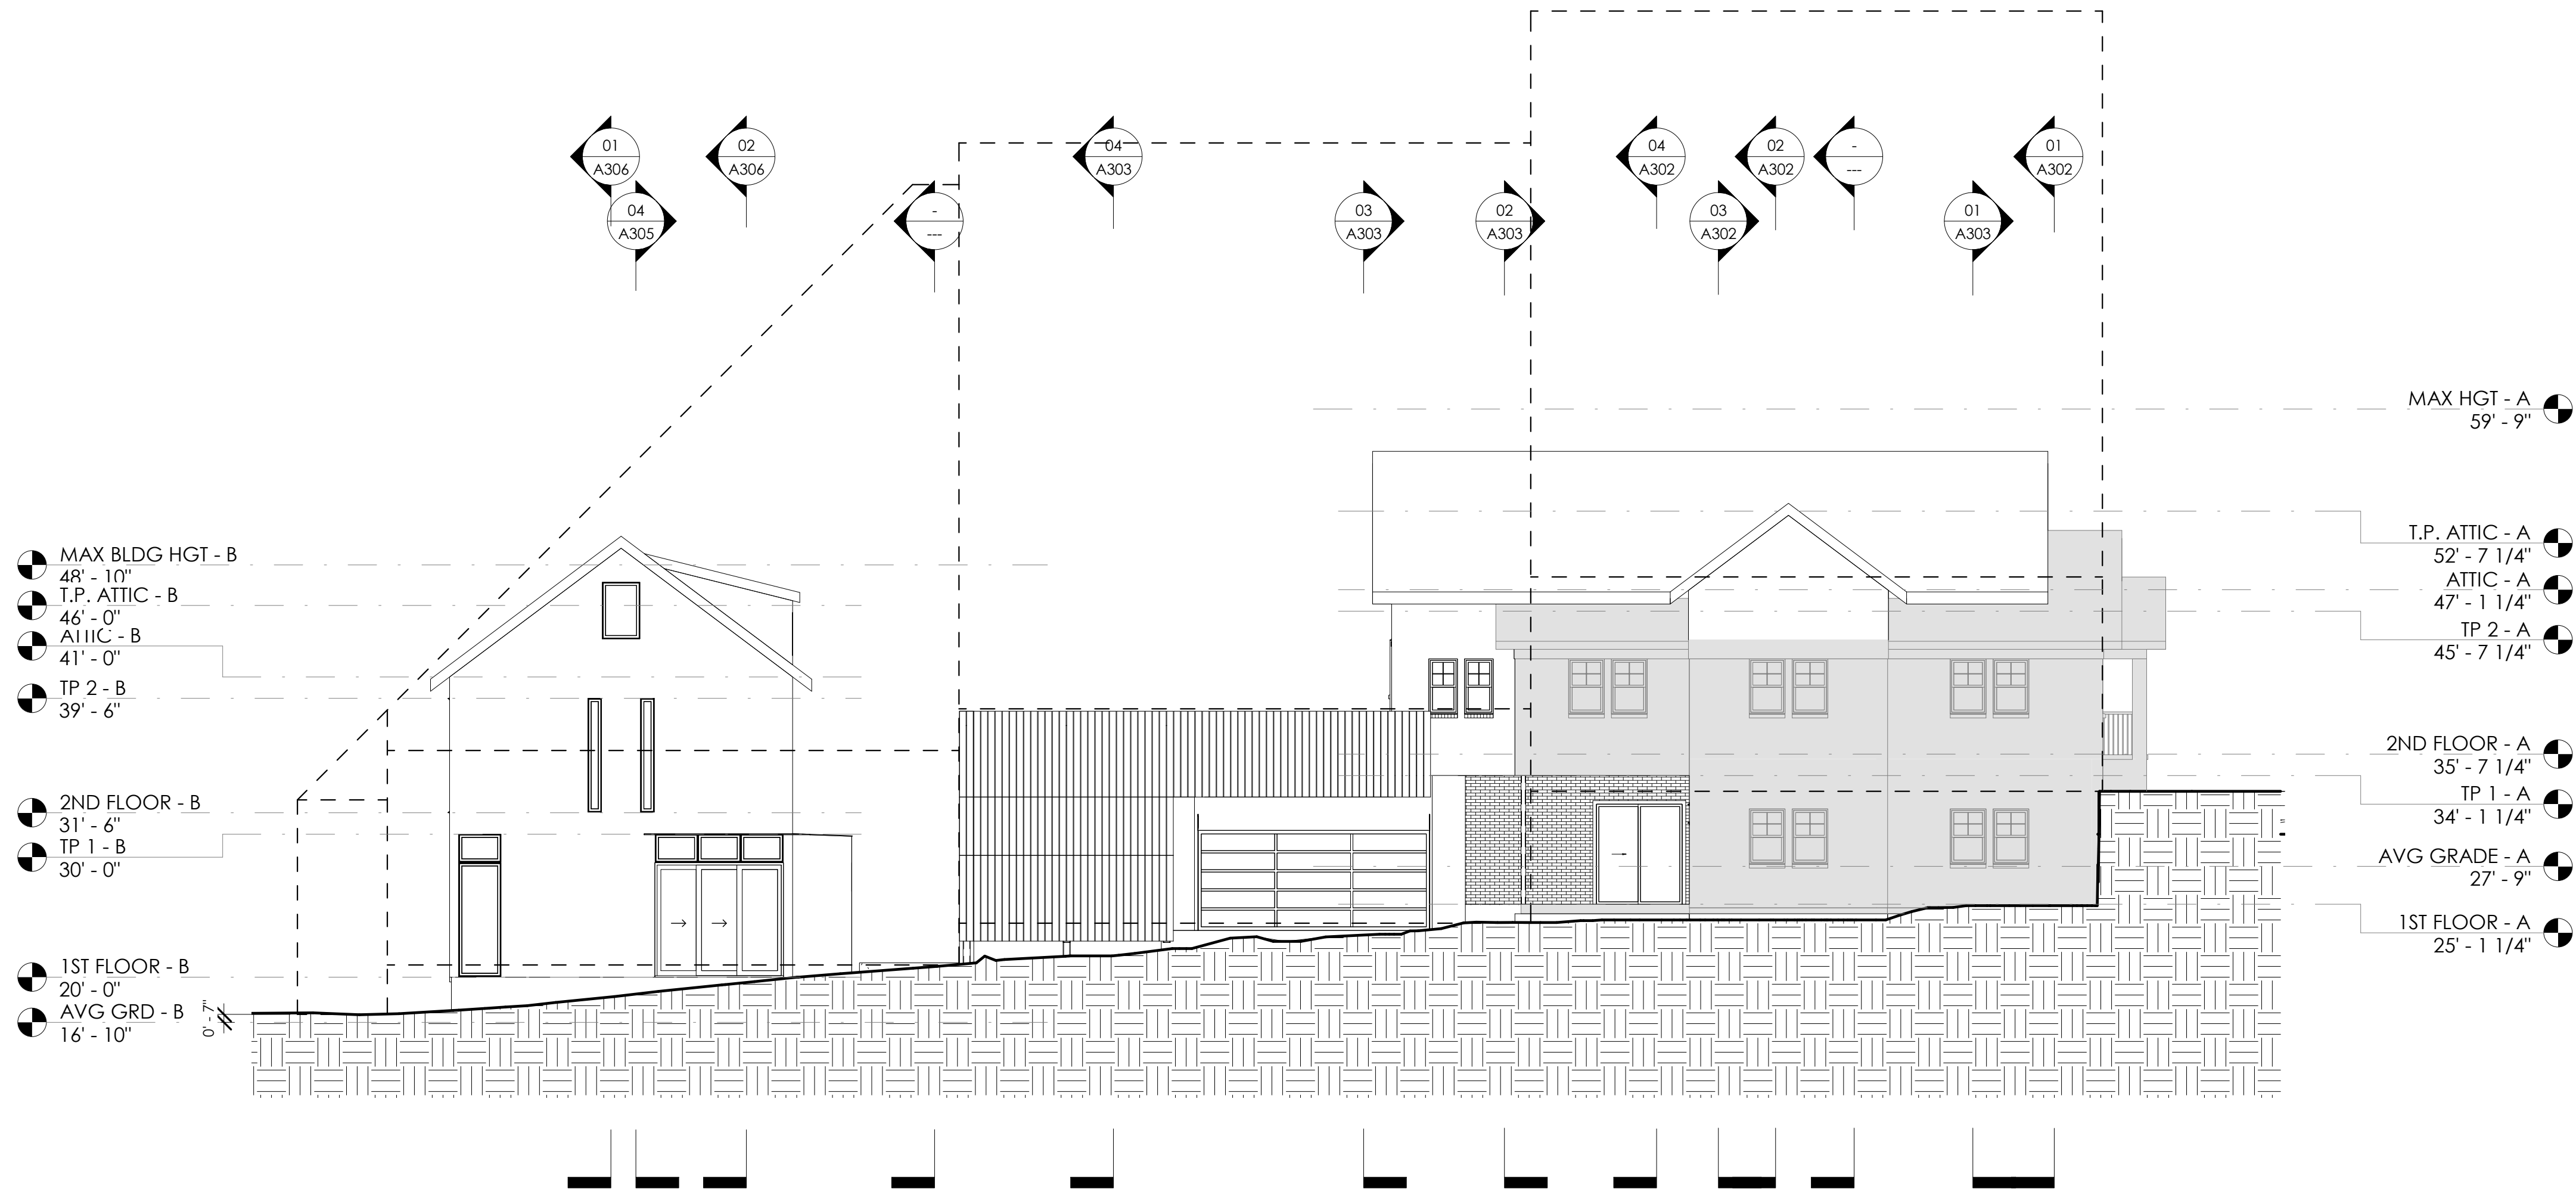 01
A306
02
A306
04
A303
04
A302
02
A302
-
---
01
A302
04
A305
-
---
03
A303
02
A303
03
A302
01
A303
MAX HGT - A
59' - 9"
T.P. ATTIC - A
52' - 7 1/4"
ATTIC - A
47' - 1 1/4"
TP 2 - A
45' - 7 1/4"
2ND FLOOR - A
35' - 7 1/4"
TP 1 - A
34' - 1 1/4"
AVG GRADE - A
27' - 9"
1ST FLOOR - A
25' - 1 1/4"
MAX BLDG HGT - B
48' - 10"
T.P. ATTIC - B
46' - 0"
ATTIC - B
41' - 0"
TP 2 - B
39' - 6"
2ND FLOOR - B
31' - 6"
TP 1 - B
30' - 0"
1ST FLOOR - B
20' - 0"
AVG GRD - B
16' - 10"
0' - 7"